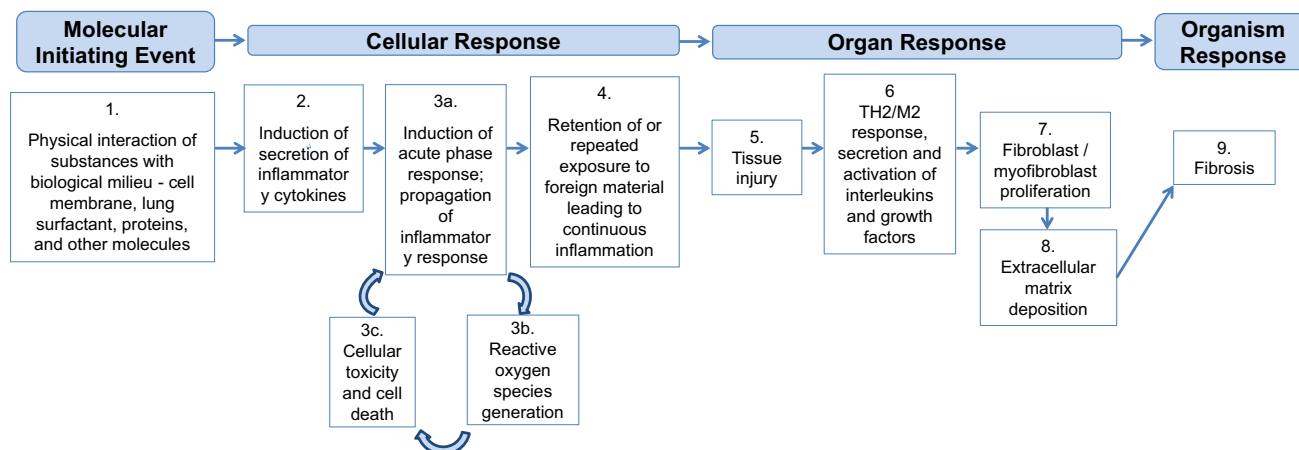 Molecular
Initiating Event
Cellular Response
Organ Response
Organism
Response
1.
Physical interaction of
substances with
biological milieu - cell
membrane, lung
surfactant, proteins,
and other molecules
2.
Induction of
secretion of
inflammator
y cytokines
3a.
Induction of
acute phase
response;
propagation
of
inflammator
y response
4.
Retention of or
repeated
exposure to
foreign material
leading to
continuous
inflammation
5.
Tissue
injury
6
TH2/M2
response,
secretion and
activation of
interleukins
and growth
factors
7.
Fibroblast /
myofibroblast
proliferation
8.
Extracellular
matrix
deposition
9.
Fibrosis
3c.
Cellular
toxicity
and cell
death
3b.
Reactive
oxygen
species
generation